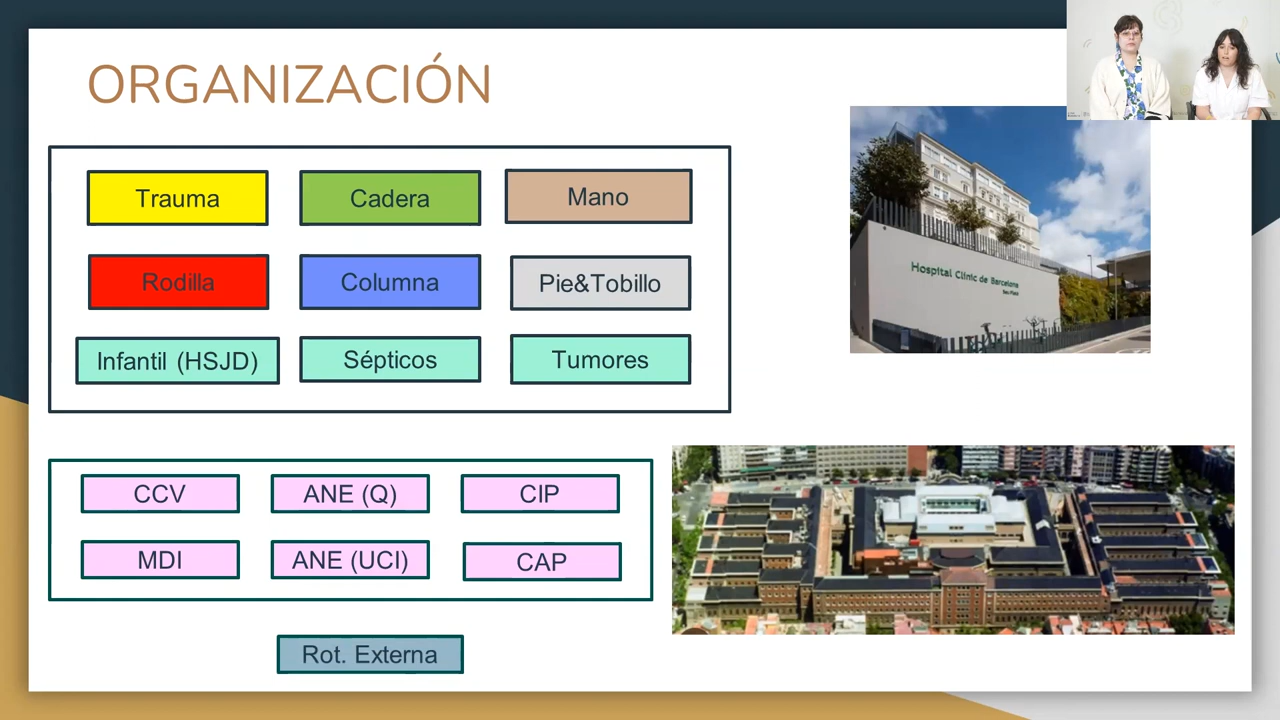 ORGANIZACIÓN
Trauma
Cadera
Mano
Rodilla
Columna
Pie&Tobillo
Infantil (HSJD)
Sépticos
Tumores
CCV
ANE (Q)
CIP
MDI
ANE (UCI)
CAP
Rot. Externa
Hospital Clínic de Barcelona